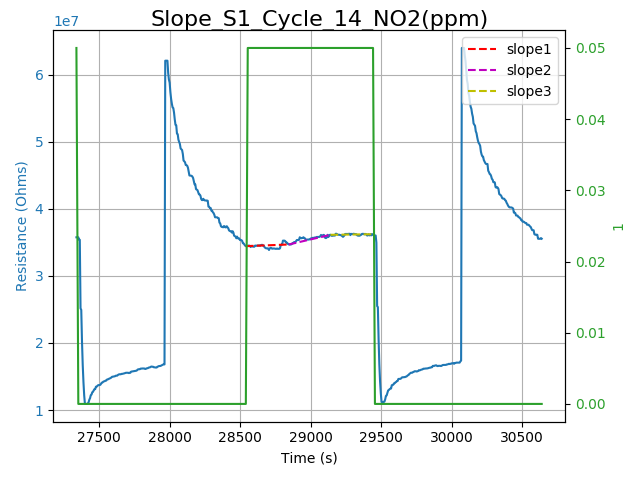 Slope_S1_Cycle_14_NO2(ppm)
1e7
slope1
slope2
slope3
6
5
4
3
2
1
Resistance (Ohms)
0.05
0.04
0.03
0.02
0.01
0.00
1
27500 28000 28500 29000 29500 30000 30500
Time (s)